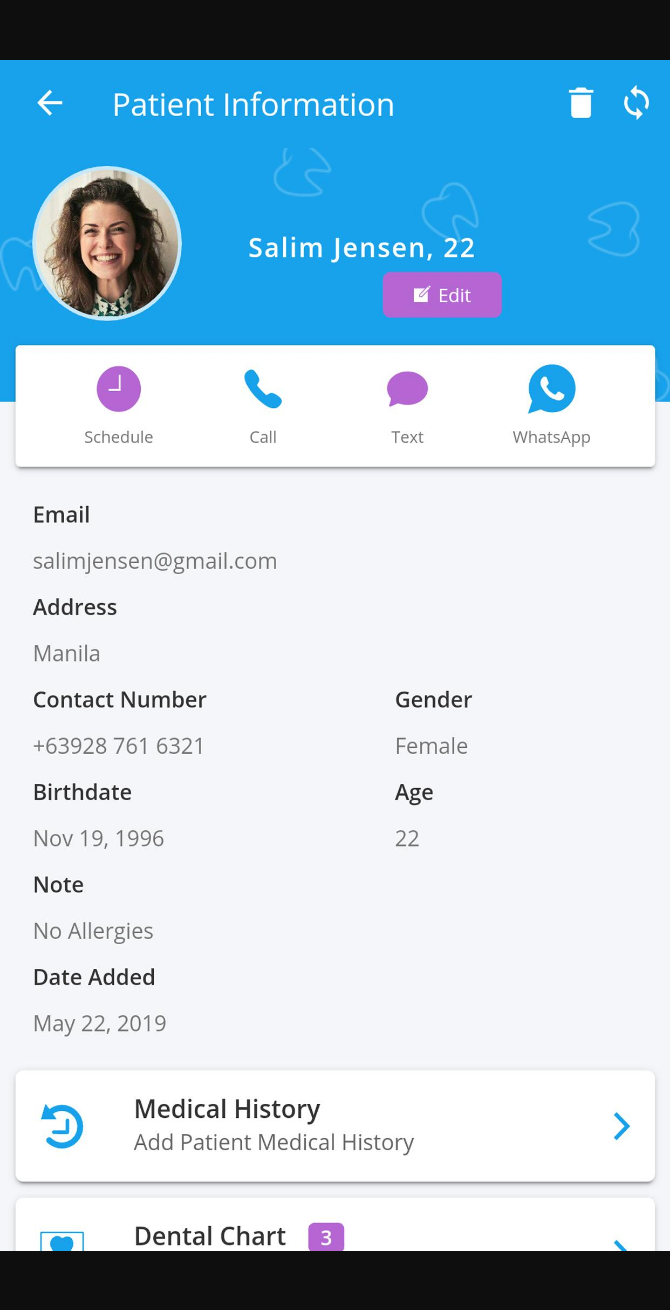 Patient Information
Salim Jensen, 22
Edit
Schedule Call Text WhatsApp
Email
salimjensen@gmail.com
Address
Manila
Contact Number Gender
+63928 761 6321 Female
Birthdate Age
Nov 19, 1996 22
Note
No Allergies
Date Added
May 22, 2019
Medical History
Add Patient Medical History
Dental Chart 3